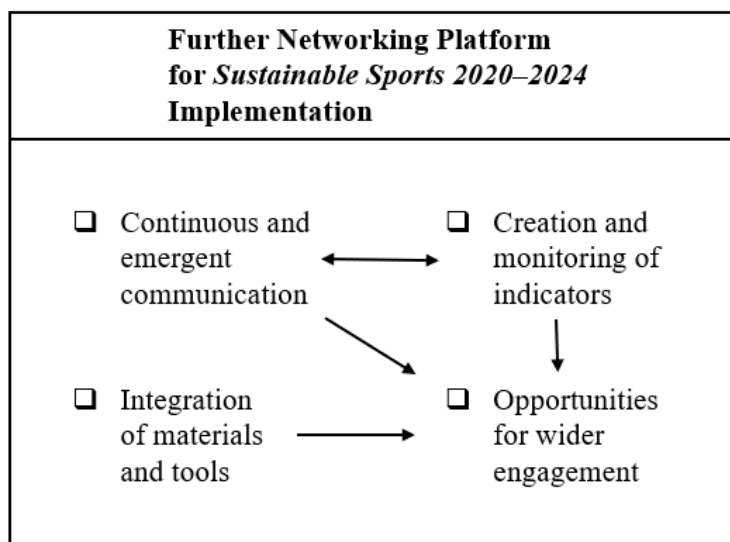 Further Networking Platform
for Sustainable Sports 2020–2024
Implementation
❑ Continuous and
emergent
communication
❑ Creation and
monitoring of
indicators
❑ Integration
of materials
and tools
❑ Opportunities
for wider
engagement